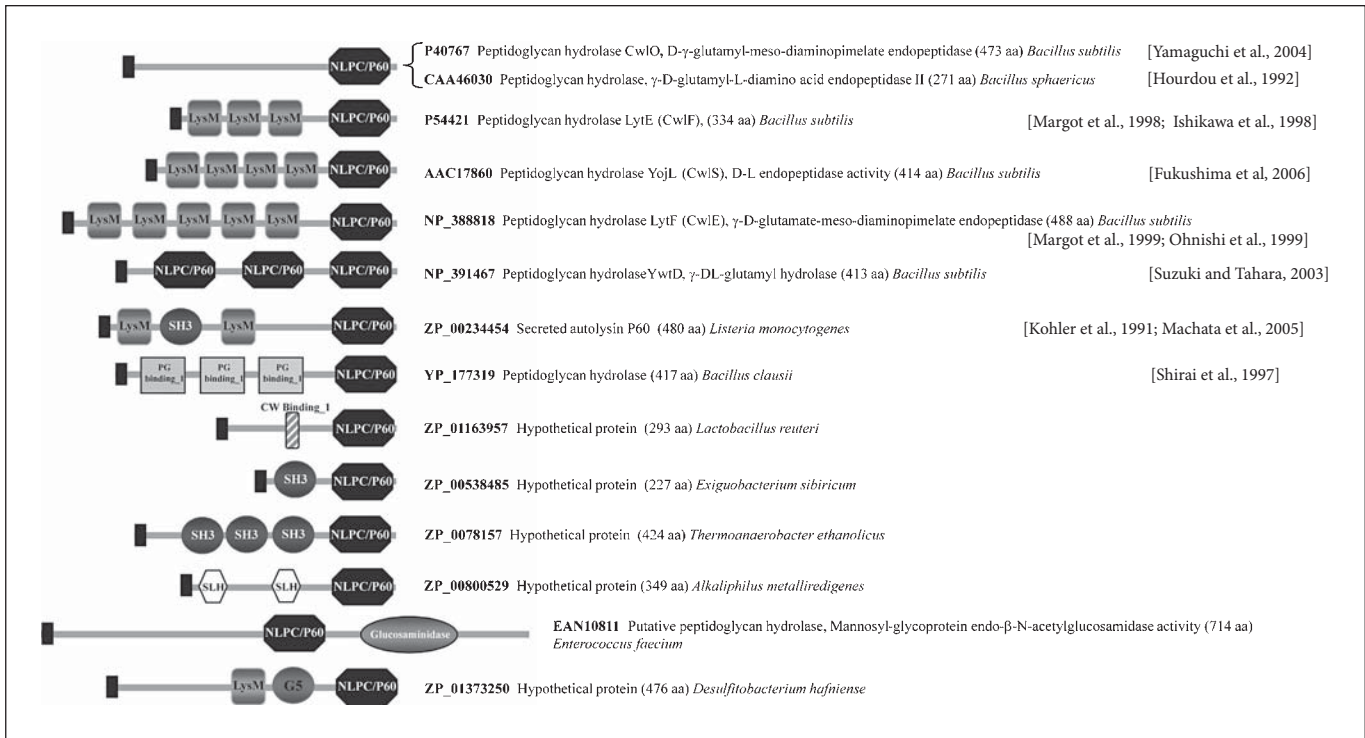 NLPC/P60
P40767 Peptidoglycan hydrolase CwlO, D-γ-glutamyl-meso-diaminopimelate endopeptidase (473 aa) Bacillus subtilis [Yamaguchi et al., 2004]
CAA46030 Peptidoglycan hydrolase, γ-D-glutamyl-L-diamino acid endopeptidase II (271 aa) Bacillus sphaericus [Hourdou et al., 1992]
LysM LysM LysM NLPC/P60 P54421 Peptidoglycan hydrolase LytE (CwlF), (334 aa) Bacillus subtilis [Margot et al., 1998; Ishikawa et al., 1998]
LysM LysM LysM LysM NLPC/P60 AAC17860 Peptidoglycan hydrolase YojL (CwlS), D-L endopeptidase activity (414 aa) Bacillus subtilis [Fukushima et al, 2006]
LysM LysM LysM LysM LysM NLPC/P60 NP_388818 Peptidoglycan hydrolase LytF (CwlE), γ-D-glutamate-meso-diaminopimelate endopeptidase (488 aa) Bacillus subtilis
[Margot et al., 1999; Ohnishi et al., 1999]
NLPC/P60 NLPC/P60 NLPC/P60 NP_391467 Peptidoglycan hydrolaseYwtD, γ-DL-glutamyl hydrolase (413 aa) Bacillus subtilis [Suzuki and Tahara, 2003]
LysM SH3 LysM NLPC/P60 ZP_00234454 Secreted autolysin P60 (480 aa) Listeria monocytogenes [Kohler et al., 1991; Machata et al., 2005]
PG binding_1 PG binding_1 PG binding_1 NLPC/P60 YP_177319 Peptidoglycan hydrolase (417 aa) Bacillus clausii [Shirai et al., 1997]
CW Binding_1
NLPC/P60 ZP_01163957 Hypothetical protein (293 aa) Lactobacillus reuteri
SH3 NLPC/P60 ZP_00538485 Hypothetical protein (227 aa) Exiguobacterium sibiricum
SH3 SH3 SH3 NLPC/P60 ZP_0078157 Hypothetical protein (424 aa) Thermoanaerobacter ethanolicus
SLH SLH NLPC/P60 ZP_00800529 Hypothetical protein (349 aa) Alkaliphilus metalliredigenes
NLPC/P60 Glucosaminidase EAN10811 Putative peptidoglycan hydrolase, Mannosyl-glycoprotein endo-β-N-acetylglucosamidase activity (714 aa)
Enterococcus faecium
LysM G5 NLPC/P60 ZP_01373250 Hypothetical protein (476 aa) Desulfitobacterium hafniense